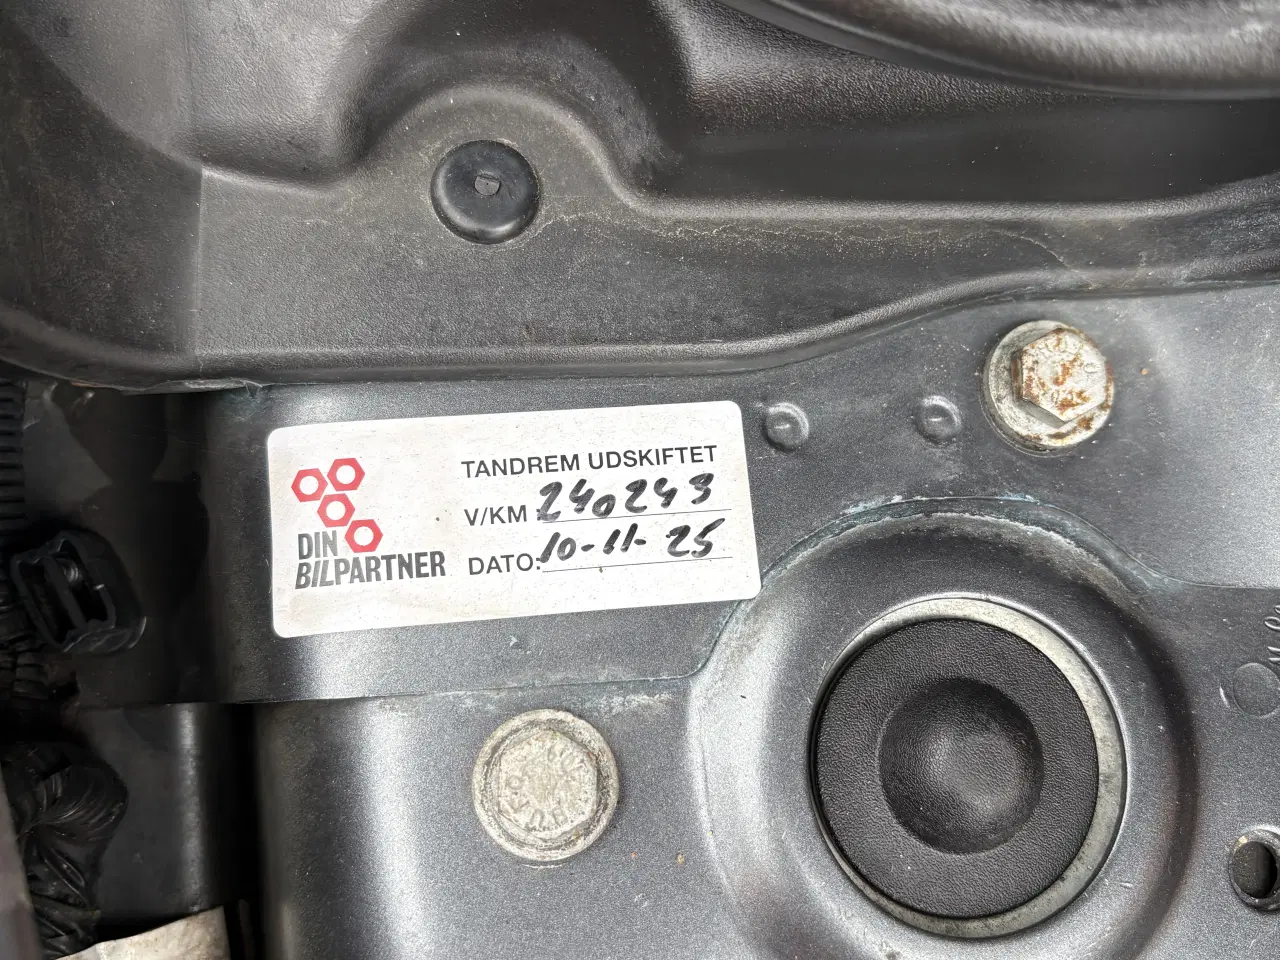 TANDREM UDSKIFTET
V/KM 240243
DATO: 10-11-25
DIN
BILPARTNER